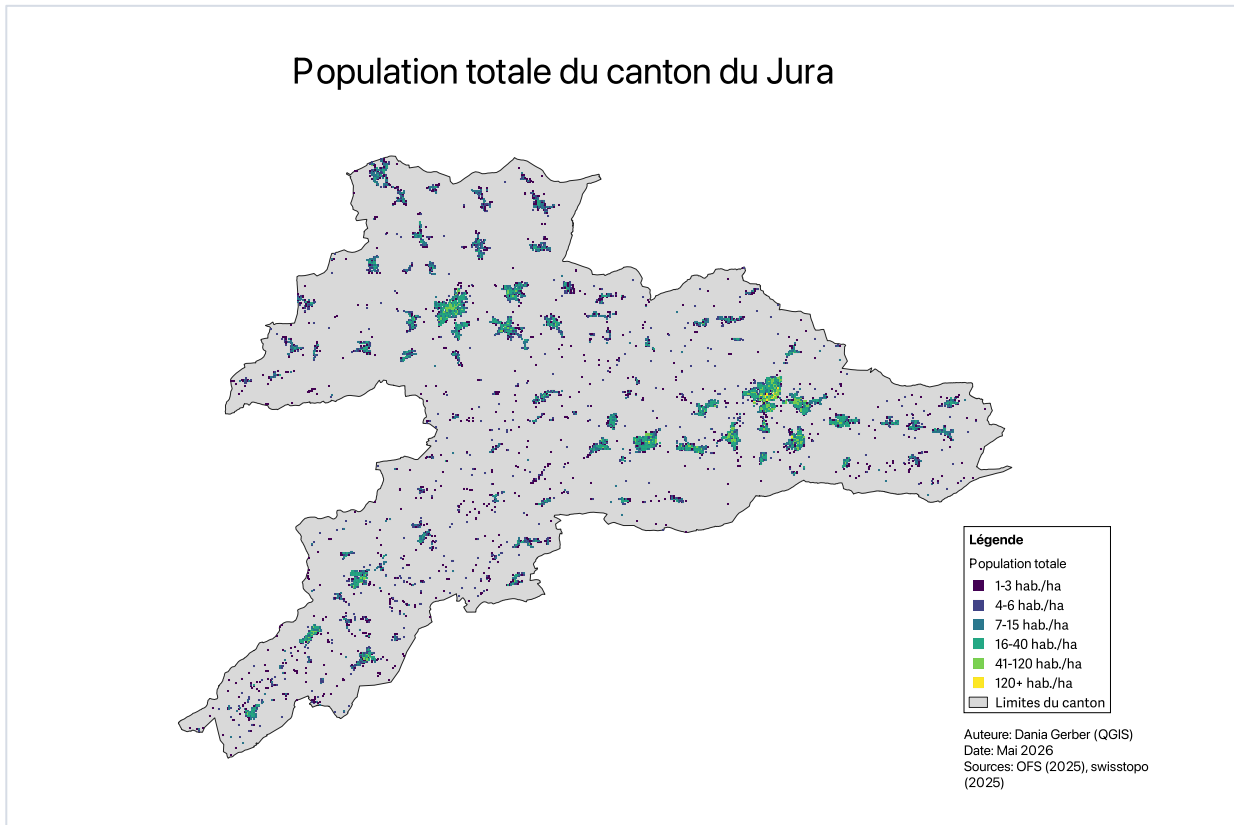 Population totale du canton du Jura
Légende
Population totale
1-3 hab./ha
4-6 hab./ha
7-15 hab./ha
16-40 hab./ha
41-120 hab./ha
120+ hab./ha
Limites du canton
Auteure: Dania Gerber (QGIS)
Date: Mai 2026
Sources: OFS (2025), swisstopo
(2025)